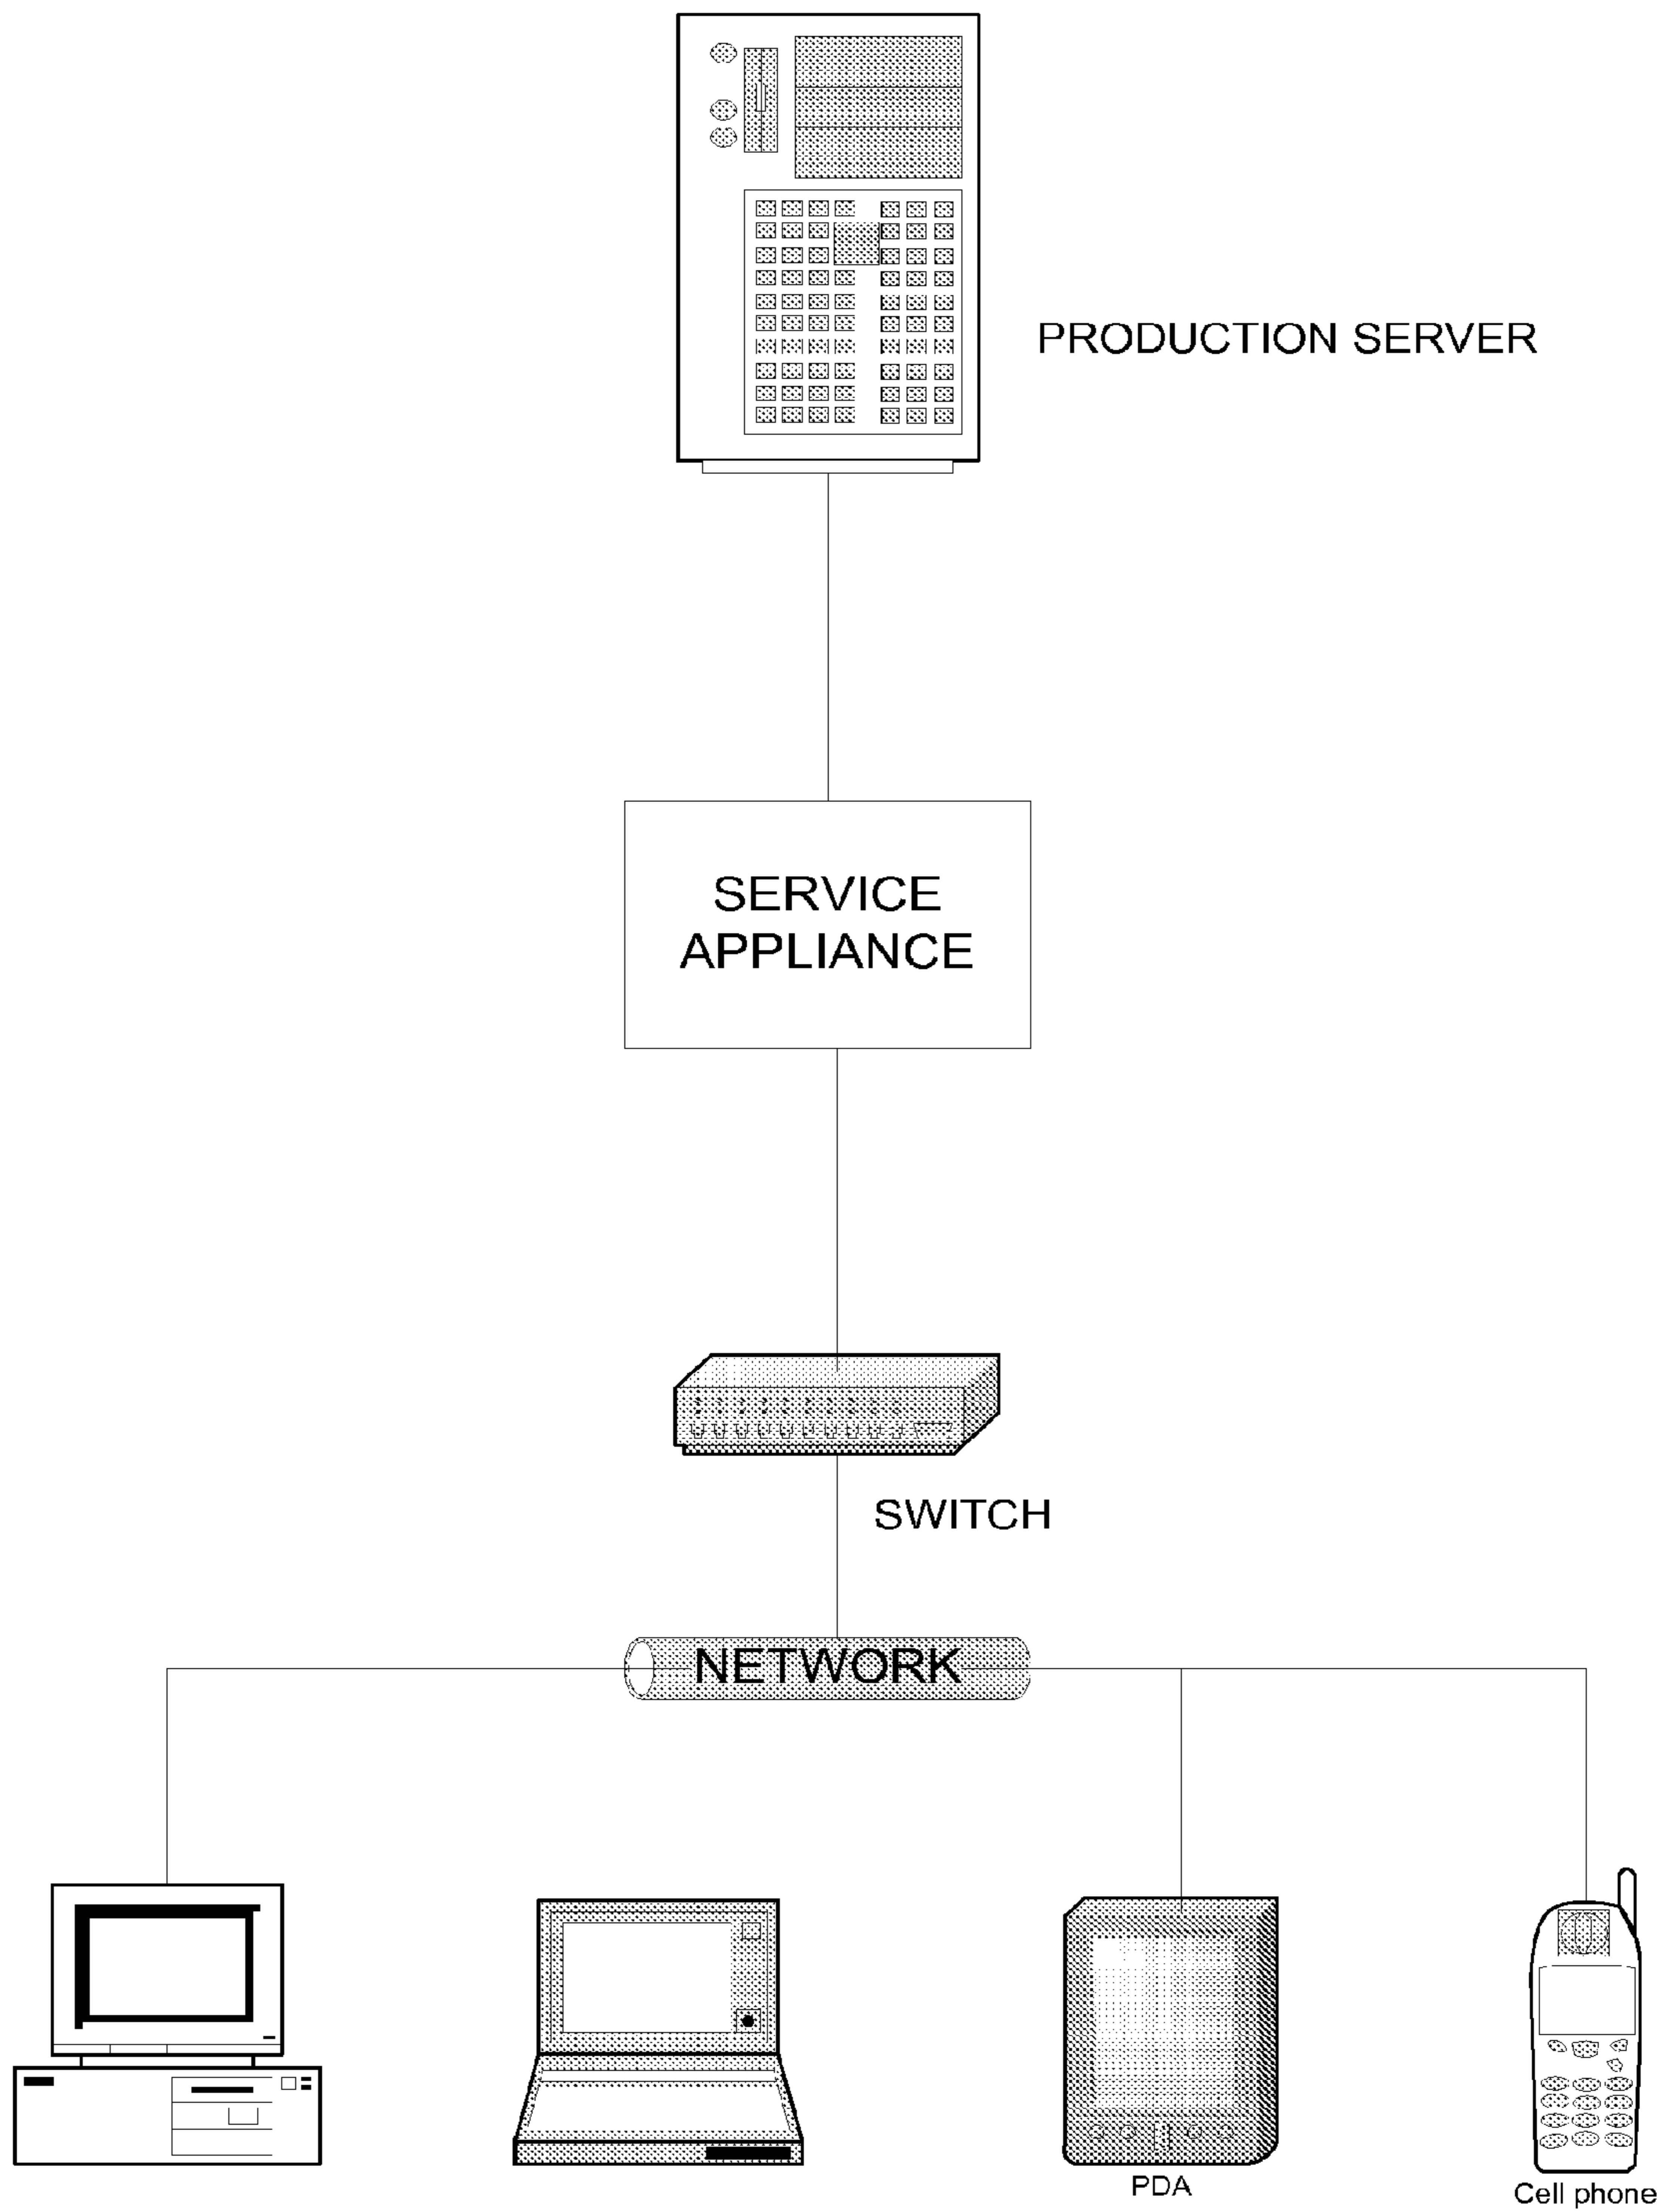 PRODUCTION SERVER
SERVICE
APPLIANCE
SWITCH
NETWORK
PDA
Cell phone